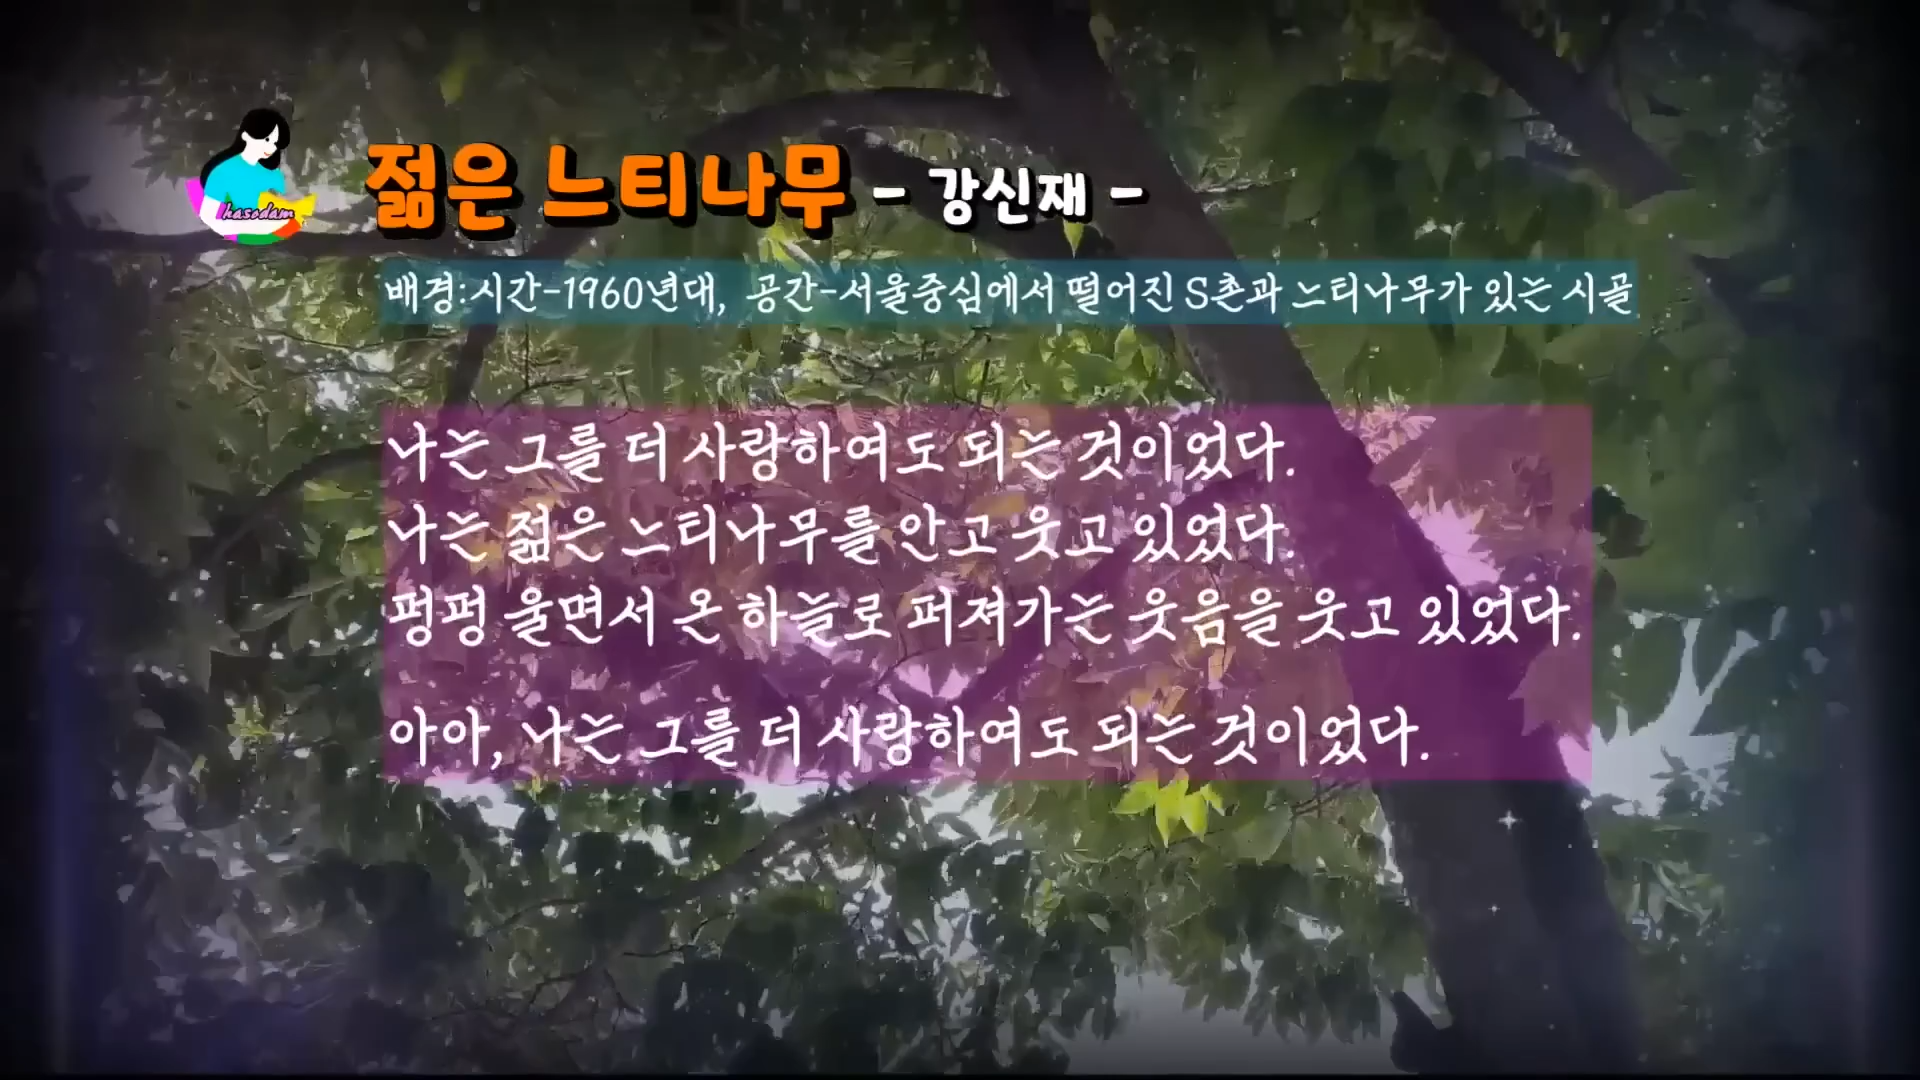 hasodam
젊은 느티나무 - 강신재 -
배경:시간-1960년대, 공간-서울중심에서 떨어진 S촌과 느티나무가 있는 시골
나는 그를 더 사랑하여도 되는 것이었다.
나는 젊은 느티나무를 안고 웃고 있었다.
펑펑 울면서 온 하늘로 퍼져가는 웃음을 웃고 있었다.
아아, 나는 그를 더 사랑하여도 되는 것이었다.